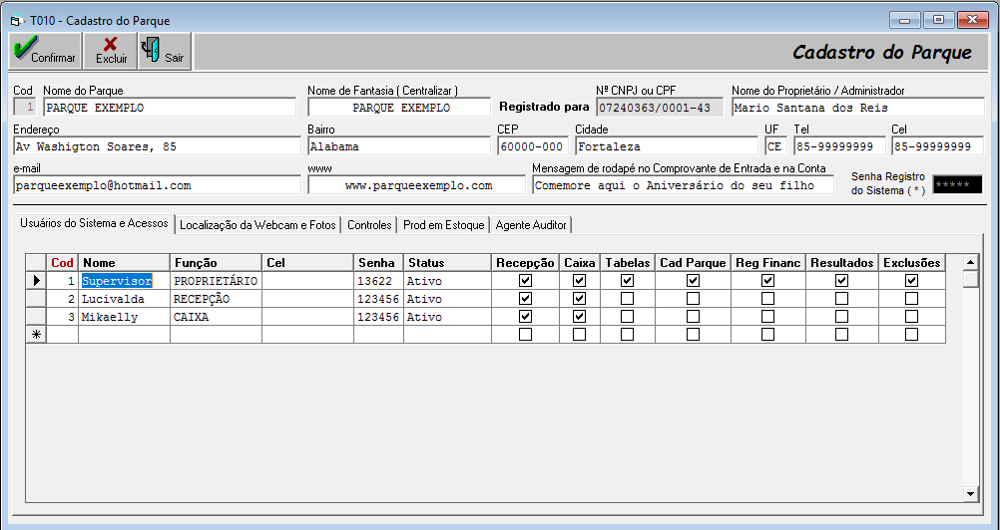 T010 - Cadastro do Parque
Confirmar Excluir Sair Cadastro do Parque
Cod Nome do Parque Nome de Fantasia ( Centralizar ) Nº CNPJ ou CPF Nome do Proprietário / Administrador
1 PARQUE EXEMPLO PARQUE EXEMPLO Registrado para 07240363/0001-43 Mario Santana dos Reis
Endereço Bairro CEP Cidade UF Tel Cel
Av Washigton Soares, 85 Alabama 60000-000 Fortaleza CE 85-99999999 85-99999999
e-mail www Mensagem de rodapé no Comprovante de Entrada e na Conta
parqueexemplo@hotmail.com www.parqueexemplo.com Comemore aqui o Aniversário do seu filho
Senha Registro
do Sistema ( * ) *****
Usuários do Sistema e Acessos Localização da Webcam e Fotos Controles Prod em Estoque Agente Auditor
Cod Nome Função Cel Senha Status Recepção Caixa Tabelas Cad Parque Reg Financ Resultados Exclusões
1 Supervisor PROPRIETÁRIO 13622 Ativo
2 Lucivalda RECEPÇÃO 123456 Ativo
3 Mikaelly CAIXA 123456 Ativo